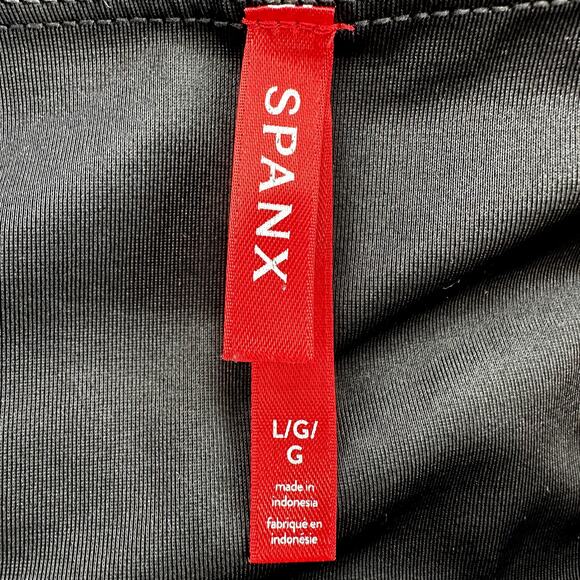 SPANX
L/G/
G
made in
indonesia
fabriqué en
indonésie